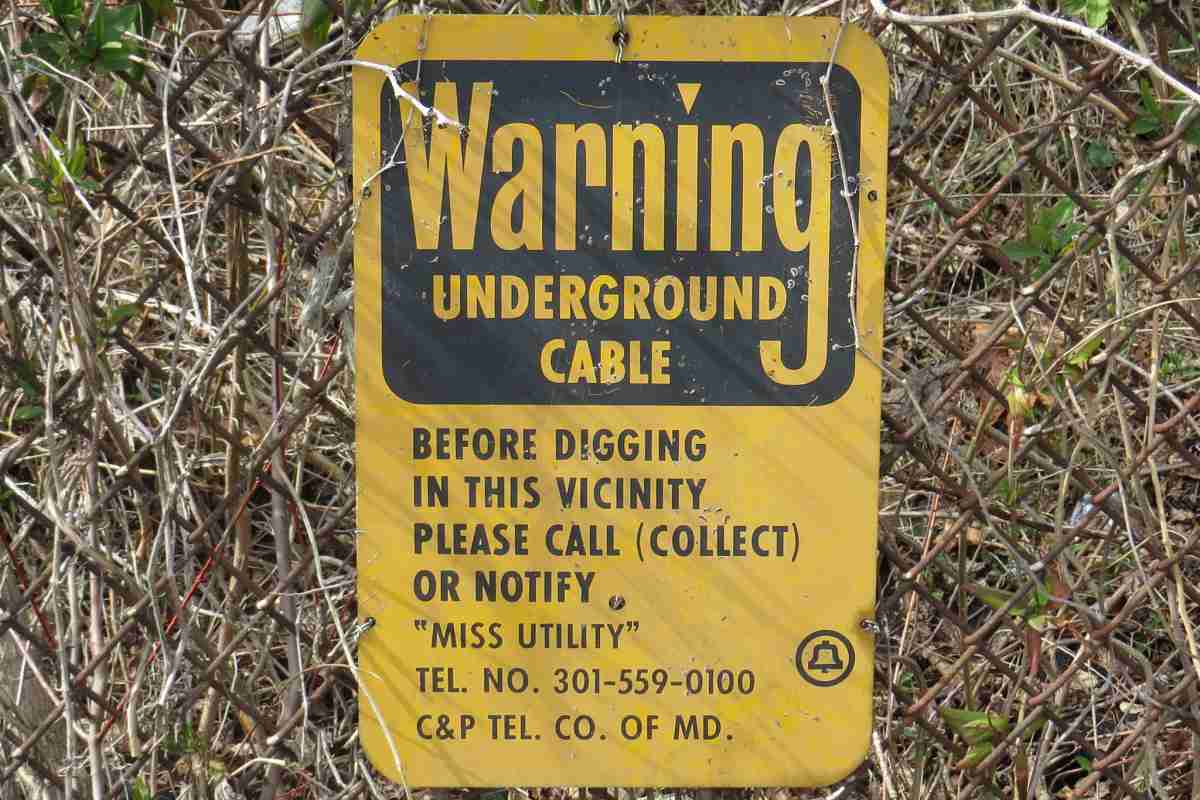 Warning
UNDERGROUND
CABLE
BEFORE DIGGING
IN THIS VICINITY
PLEASE CALL (COLLECT)
OR NOTIFY
"MISS UTILITY"
TEL. NO. 301-559-0100
C&P TEL. CO. OF MD.